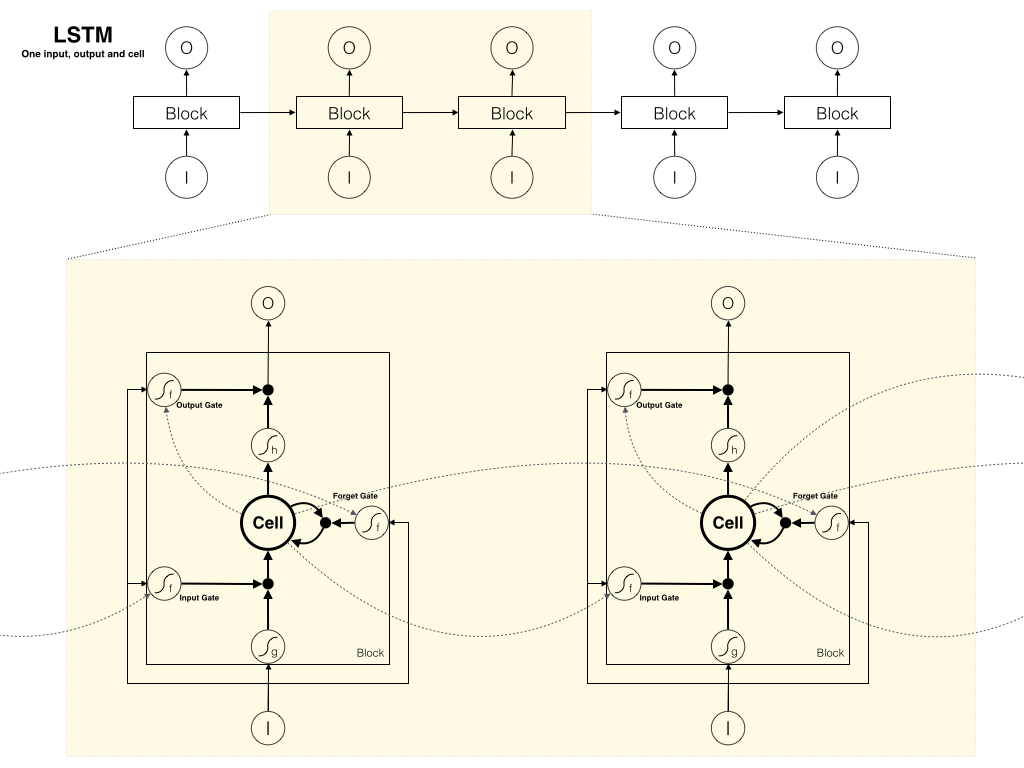 LSTM
One input, output and cell
O O O O O
Block Block Block Block Block
I I I I I
O O
f f
Output Gate Output Gate
h h
Forget Gate Forget Gate
Cell f Cell f
f f
Input Gate Input Gate
g Block g Block
I I